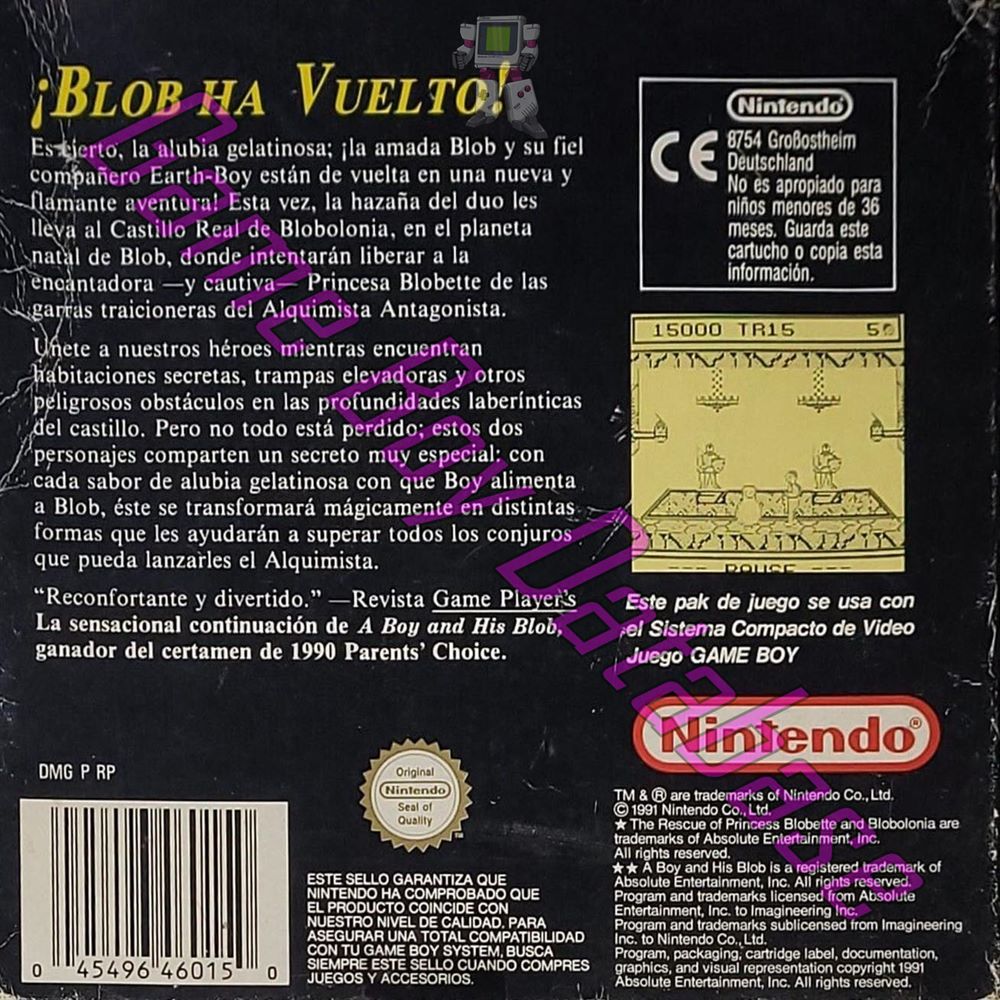 ¡BLOB HA VUELTO!
Es cierto, la alubia gelatinosa; ¡la amada Blob y su fiel
compañero Earth-Boy están de vuelta en una nueva y
flamante aventura! Esta vez, la hazaña del duo les
lleva al Castillo Real de Blobolonia, en el planeta
natal de Blob, donde intentarán liberar a la
encantadora —y cautiva— Princesa Blobette de las
garras traicioneras del Alquimista Antagonista.
Unete a nuestros héroes mientras encuentran
habitaciones secretas, trampas elevadoras y otros
peligrosos obstáculos en las profundidades laberínticas
del castillo. Pero no todo está perdido; estos dos
personajes comparten un secreto muy especial: con
cada sabor de alubia gelatinosa con que Boy alimenta
a Blob, éste se transformará mágicamente en distintas
formas que les ayudarán a superar todos los conjuros
que pueda lanzarles el Alquimista.
“Reconfortante y divertido.” —Revista Game Player's
La sensacional continuación de A Boy and His Blob,
ganador del certamen de 1990 Parents' Choice.
DMG P RP
0 45496 46015 0
Original
Nintendo
Seal of
Quality
ESTE SELLO GARANTIZA QUE
NINTENDO HA COMPROBADO QUE
EL PRODUCTO COINCIDE CON
NUESTRO NIVEL DE CALIDAD. PARA
ASEGURAR UNA TOTAL COMPATIBILIDAD
CON TU GAME BOY SYSTEM, BUSCA
SIEMPRE ESTE SELLO CUANDO COMPRES
JUEGOS Y ACCESORIOS.
Nintendo
CE
8754 Großostheim
Deutschland
No es apropiado para
niños menores de 36
meses. Guarda este
cartucho o copia esta
información.
15000 TR15 5
--- PAUSE ---
Este pak de juego se usa con
el Sistema Compacto de Video
Juego GAME BOY
Nintendo®
TM & ® are trademarks of Nintendo Co., Ltd.
© 1991 Nintendo Co., Ltd.
★ The Rescue of Princess Blobette and Blobolonia are
trademarks of Absolute Entertainment, Inc.
All rights reserved.
★★ A Boy and His Blob is a registered trademark of
Absolute Entertainment, Inc. All rights reserved.
Program and trademarks licensed from Absolute
Entertainment, Inc. to Imagineering Inc.
Program and trademarks sublicensed from Imagineering
Inc. to Nintendo Co., Ltd.
Program, packaging, cartridge label, documentation,
graphics, and visual representation copyright 1991
Absolute Entertainment, Inc. All Rights Reserved.
Game Boy Database